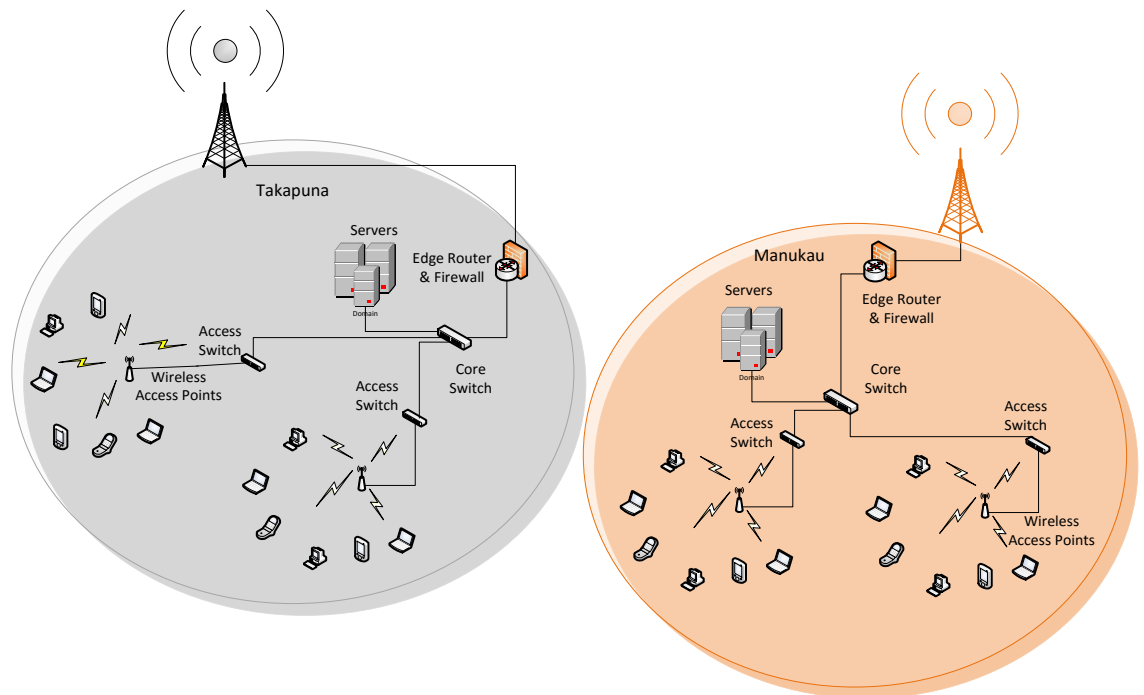 Takapuna
Servers
Domain
Edge Router
& Firewall
Access
Switch
Wireless
Access Points
Core
Switch
Access
Switch
Manukau
Edge Router
& Firewall
Servers
Domain
Core
Switch
Access
Switch
Access
Switch
Wireless
Access Points